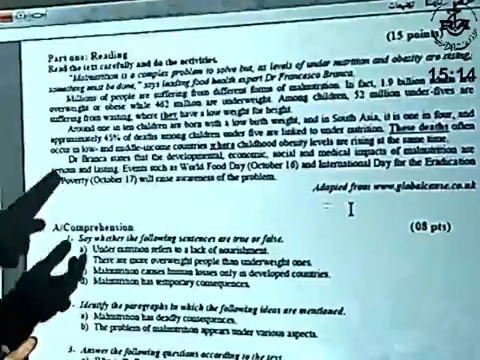 (15 points)
15:14
Part one: Reading
Read the text carefully and do the activities.
"Malnutrition is a complex problem to solve but, as levels of under nutrition and obesity are rising,
something must be done," says leading food health expert Dr Francesco Branca.
Millions of people are suffering from different forms of malnutrition. In fact, 1.9 billion
overweight or obese while 462 million are underweight. Among children, 52 million under-fives are
suffering from wasting, where they have a low weight for height.
Around one in ten children are born with a low birth weight, and in South Asia, it is one in four, and
approximately 45% of deaths among children under five are linked to under nutrition. These deaths often
occur in low- and middle-income countries where childhood obesity levels are rising at the same time.
Dr Branca states that the developmental, economic, social and medical impacts of malnutrition are
serious and lasting. Events such as World Food Day (October 16) and International Day for the Eradication
Poverty (October 17) will raise awareness of the problem.
Adapted from www.globalcause.co.uk
A/Comprehension
(08 pts)
1. Say whether the following sentences are true or false.
a) Under nutrition refers to a lack of nourishment.
There are more overweight people than underweight ones.
Malnutrition causes human losses only in developed countries.
d) Malnutrition has temporary consequences.
Identify the paragraphs in which the following ideas are mentioned.
a) Malnutrition has deadly consequences.
b) The problem of malnutrition appears under various aspects.
3. Answer the following questions according to the text.